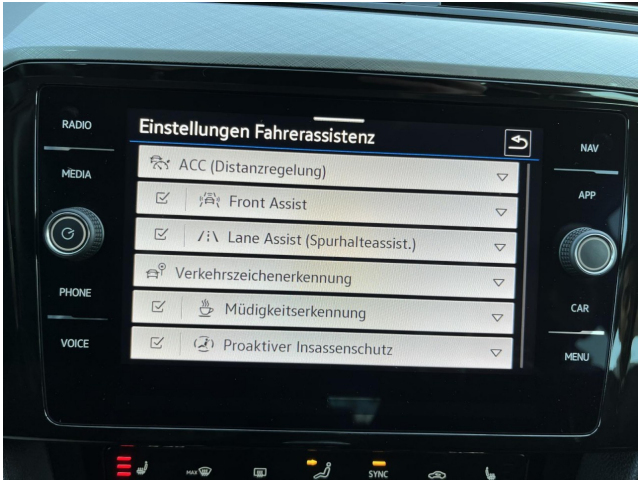 RADIO
MEDIA
PHONE
VOICE
Einstellungen Fahrerassistenz
ACC (Distanzregelung)
Front Assist
Lane Assist (Spurhalteassist.)
Verkehrszeichenerkennung
Müdigkeitserkennung
Proaktiver Insassenschutz
NAV
APP
CAR
MENU
MAX
SYNC